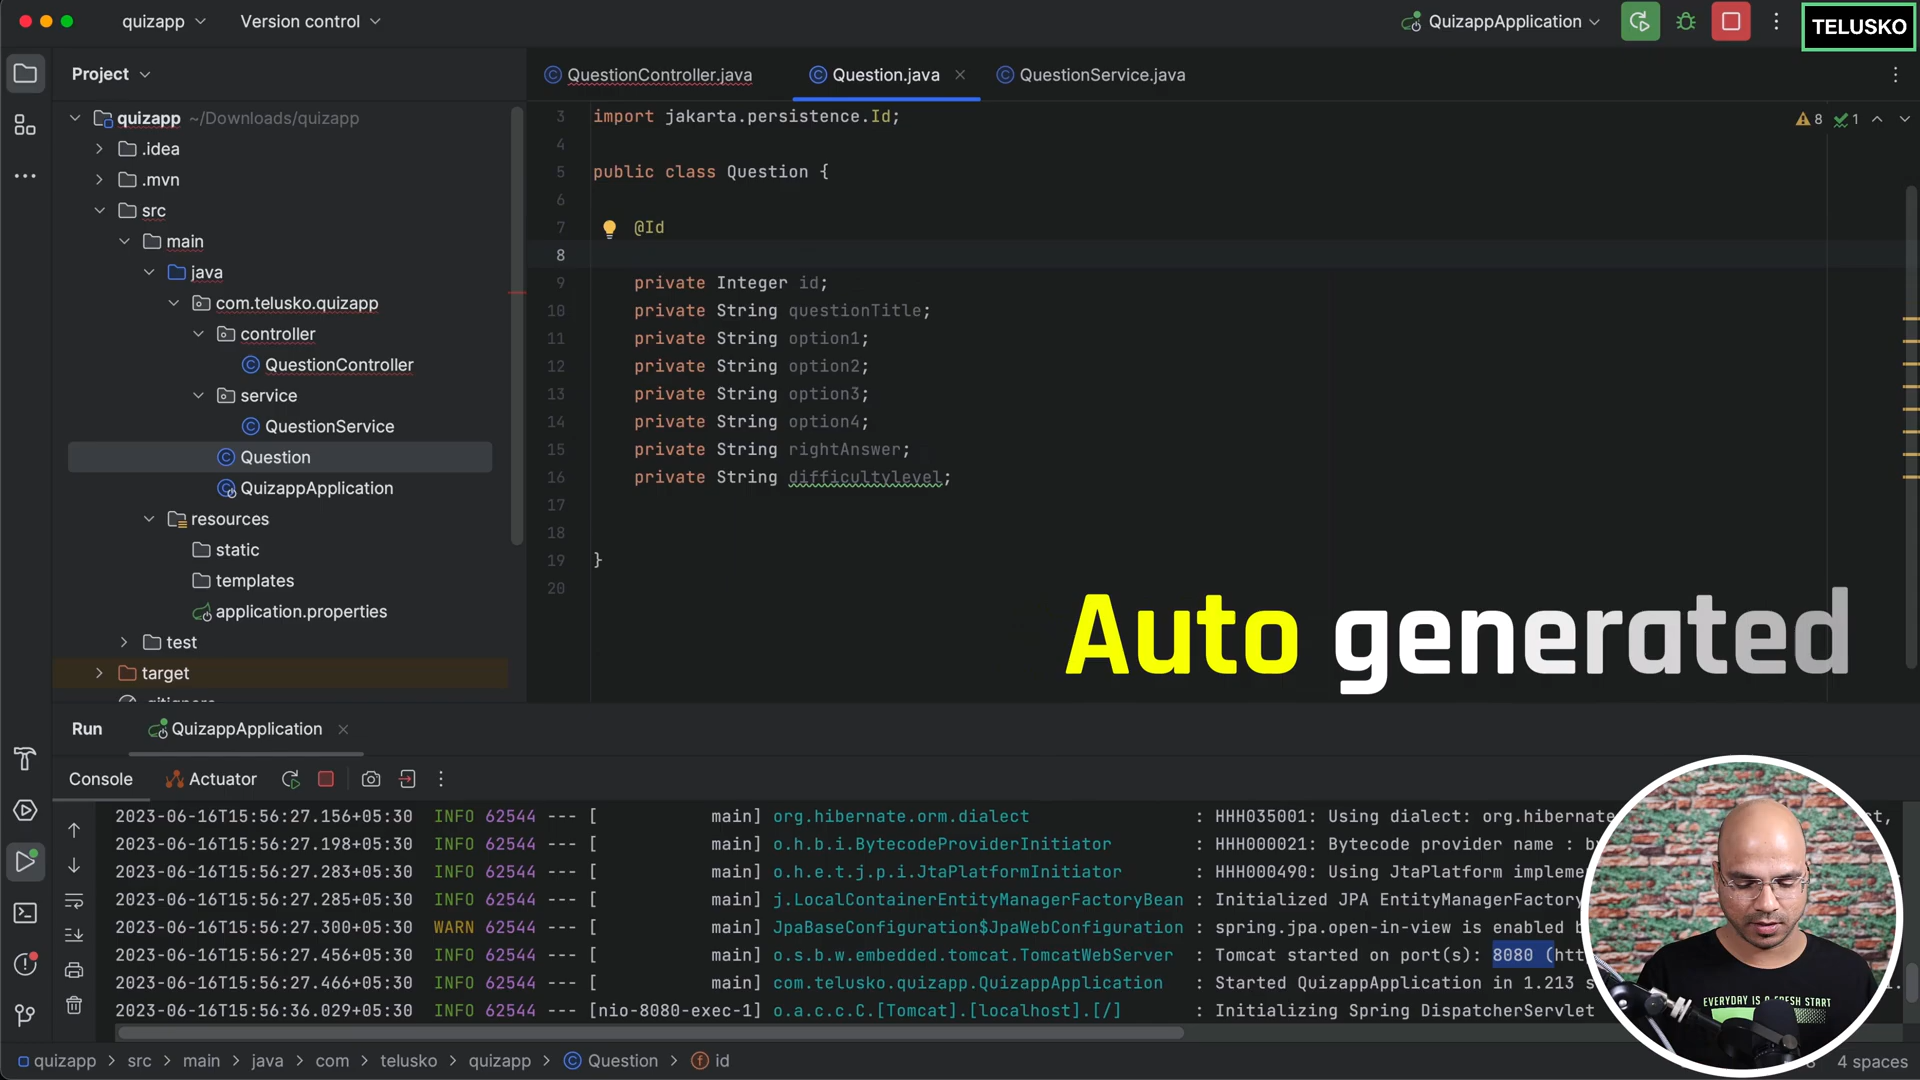 quizapp
Version control
QuizappApplication
TELUSKO
Project
QuestionController.java
Question.java
QuestionService.java
quizapp ~/Downloads/quizapp
.idea
.mvn
src
main
java
com.telusko.quizapp
controller
QuestionController
service
QuestionService
Question
QuizappApplication
resources
static
templates
application.properties
test
target
8
1
3 import jakarta.persistence.Id;
4
5 public class Question {
6
7 @Id
8
9 private Integer id;
10 private String questionTitle;
11 private String option1;
12 private String option2;
13 private String option3;
14 private String option4;
15 private String rightAnswer;
16 private String difficultylevel;
17
18
19 }
20
Auto generated
Run
QuizappApplication
Console
Actuator
2023-06-16T15:56:27.156+05:30 INFO 62544 --- [ main] org.hibernate.orm.dialect : HHH035001: Using dialect: org.hibernate
2023-06-16T15:56:27.198+05:30 INFO 62544 --- [ main] o.h.b.i.BytecodeProviderInitiator : HHH000021: Bytecode provider name :
2023-06-16T15:56:27.283+05:30 INFO 62544 --- [ main] o.h.e.t.j.p.i.JtaPlatformInitiator : HHH000490: Using JtaPlatform
2023-06-16T15:56:27.285+05:30 INFO 62544 --- [ main] j.LocalContainerEntityManagerFactoryBean : Initialized JPA EntityManagerFactory
2023-06-16T15:56:27.300+05:30 WARN 62544 --- [ main] JpaBaseConfiguration$JpaWebConfiguration : spring.jpa.open-in-view is enabled
2023-06-16T15:56:27.456+05:30 INFO 62544 --- [ main] o.s.b.w.embedded.tomcat.TomcatWebServer : Tomcat started on port(s): 8080 (htt
2023-06-16T15:56:27.466+05:30 INFO 62544 --- [ main] com.telusko.quizapp.QuizappApplication : Started QuizappApplication in 1.213 s
2023-06-16T15:56:36.029+05:30 INFO 62544 --- [nio-8080-exec-1] o.a.c.c.C.[Tomcat].[localhost].[/] : Initializing Spring DispatcherServlet
EVERYDAY IS A FRESH START
quizapp > src > main > java > com > telusko > quizapp > Question > id
4 spaces